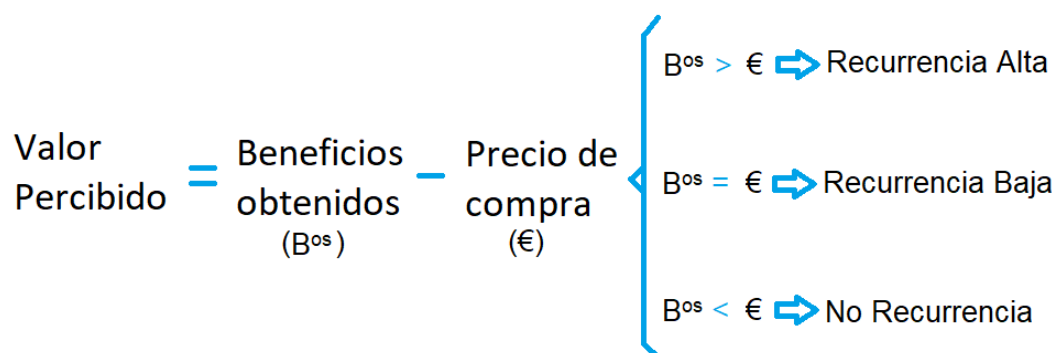 Valor Percibido = Beneficios obtenidos (Bᵒˢ) − Precio de compra (€)
Bᵒˢ > € ⇨ Recurrencia Alta
Bᵒˢ = € ⇨ Recurrencia Baja
Bᵒˢ < € ⇨ No Recurrencia